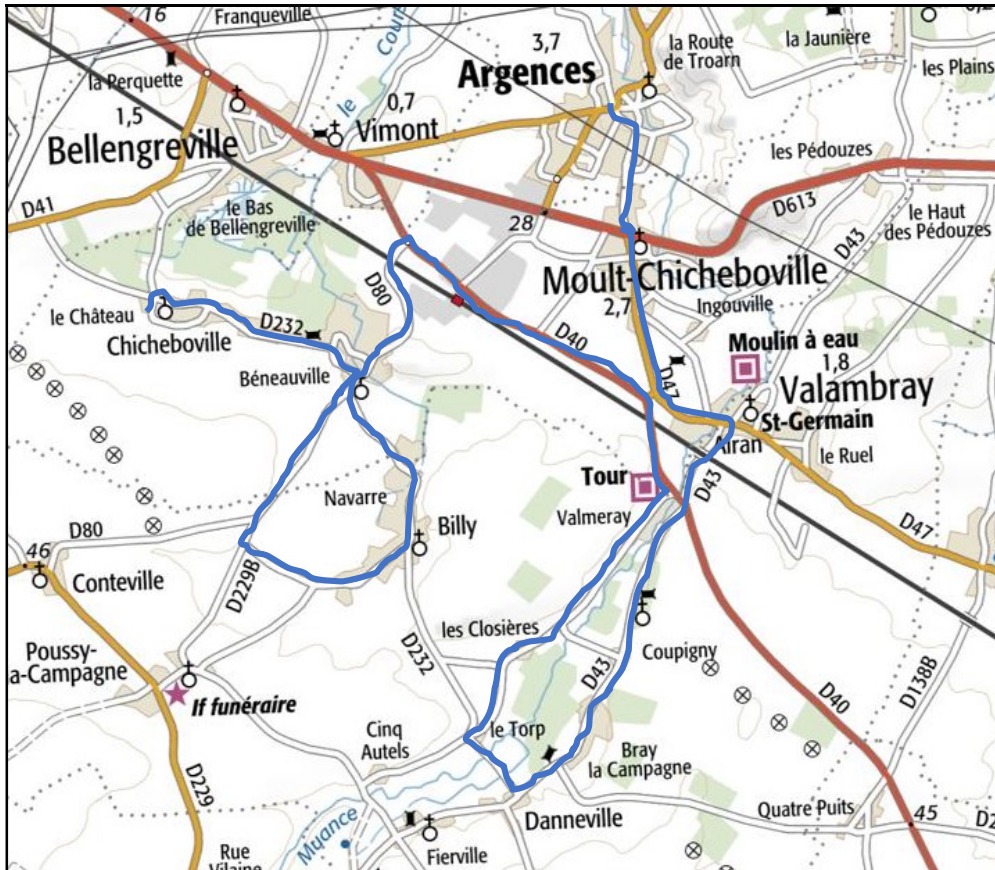 16
Franqueville
Cours
3,7
la Route
de Troarn
la Jaunière
les Plains
la Perquette
Argences
1,5
0,7
le
Vimont
Bellengreville
les Pédouzes
D41
le Bas
de Bellengreville
28
D613
D43
le Haut
des Pédouzes
D80
Moult-Chicheboville
2,7
Ingouville
le Château
D232
Chicheboville
D40
Moulin à eau
1,8
Béneauville
D47
Valambray
St-Germain
Airan
le Ruel
Tour
D43
Navarre
Valmeray
Billy
D47
D80
46
Conteville
D229B
les Closières
Poussy-
a-Campagne
D232
D43
Coupigny
D138B
If funéraire
D40
Cinq
Autels
le Torp
Bray
la Campagne
D229
Quatre Puits
45
Danneville
Muance
Fierville
Rue
Vilaine